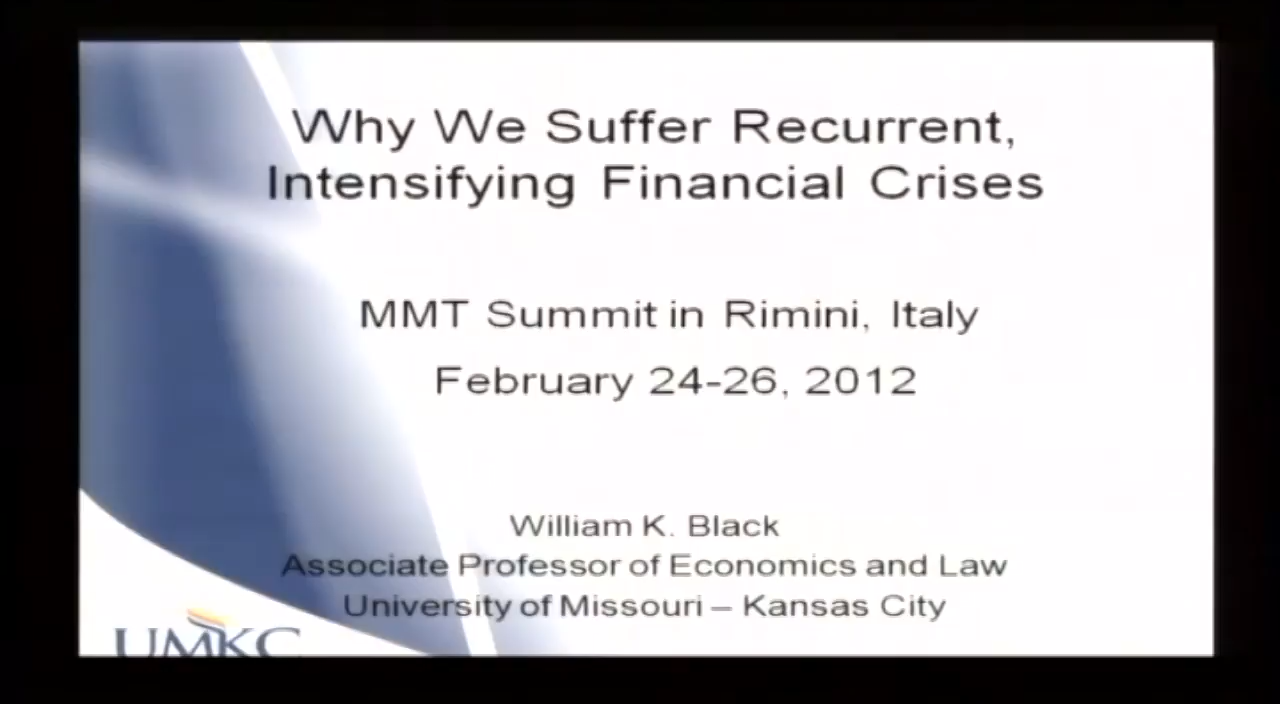 Why We Suffer Recurrent,
Intensifying Financial Crises
MMT Summit in Rimini, Italy
February 24-26, 2012
William K. Black
Associate Professor of Economics and Law
University of Missouri – Kansas City
UMKC